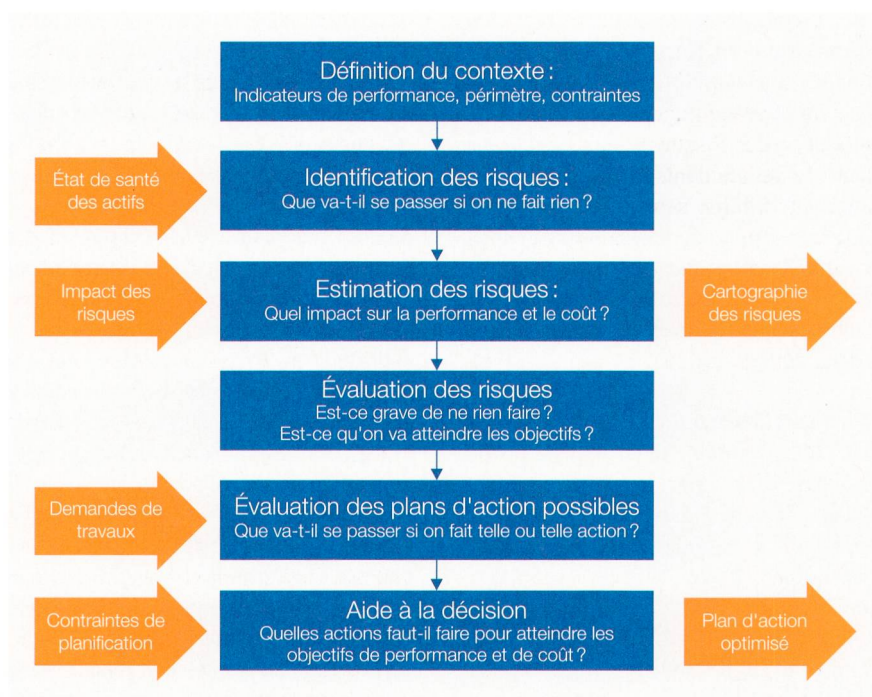 Définition du contexte :
Indicateurs de performance, périmètre, contraintes
État de santé
des actifs
Identification des risques :
Que va-t-il se passer si on ne fait rien ?
Impact des
risques
Estimation des risques :
Quel impact sur la performance et le coût ?
Cartographie
des risques
Évaluation des risques
Est-ce grave de ne rien faire ?
Est-ce qu'on va atteindre les objectifs ?
Demandes de
travaux
Évaluation des plans d'action possibles
Que va-t-il se passer si on fait telle ou telle action ?
Contraintes de
planification
Aide à la décision
Quelles actions faut-il faire pour atteindre les
objectifs de performance et de coût ?
Plan d'action
optimisé